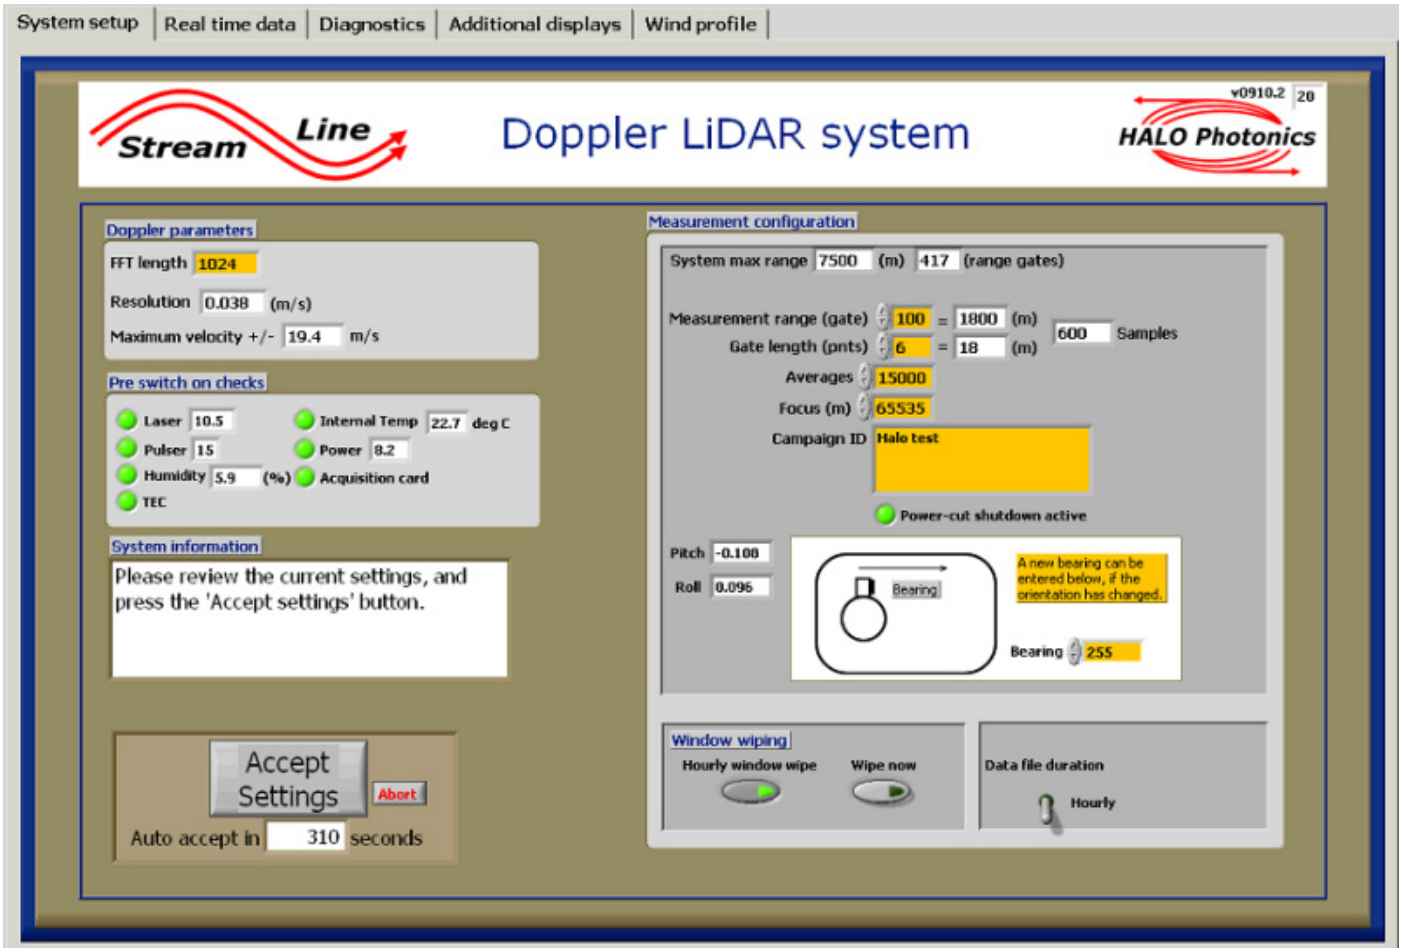 System setup
Real time data
Diagnostics
Additional displays
Wind profile
Stream Line
Doppler LiDAR system
v0910.2 20
HALO Photonics
Doppler parameters
FFT length 1024
Resolution 0.038 (m/s)
Maximum velocity +/- 19.4 m/s
Pre switch on checks
Laser 10.5 Internal Temp 22.7 deg C
Pulser 15 Power 8.2
Humidity 5.9 (%) Acquisition card
TEC
System information
Please review the current settings, and
press the 'Accept settings' button.
Accept
Settings
Abort
Auto accept in 310 seconds
Measurement configuration
System max range 7500 (m) 417 (range gates)
Measurement range (gate) 100 = 1800 (m)
600 Samples
Gate length (pnts) 6 = 18 (m)
Averages 15000
Focus (m) 65535
Campaign ID Halo test
Power-cut shutdown active
Pitch -0.108
Roll 0.096
Bearing
A new bearing can be
entered below, if the
orientation has changed.
Bearing 255
Window wiping
Hourly window wipe Wipe now
Data file duration
Hourly